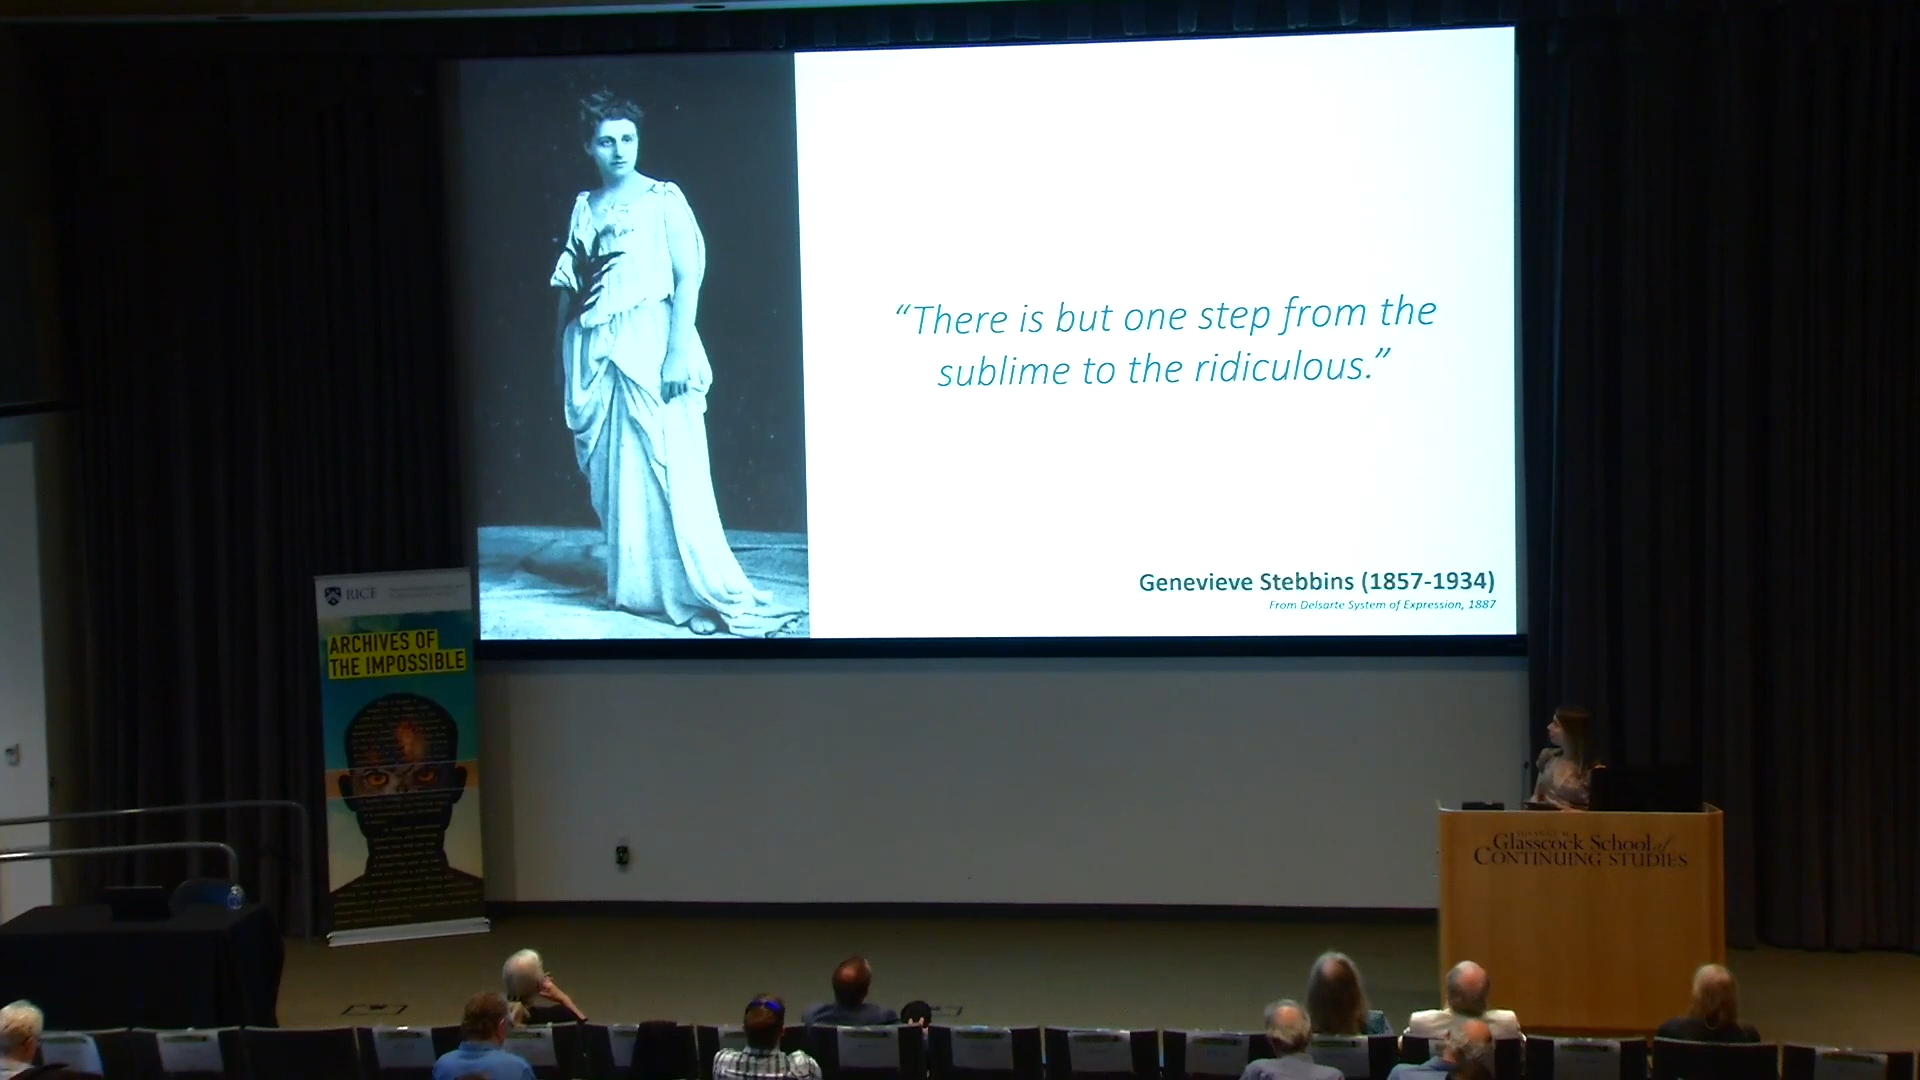 “There is but one step from the
sublime to the ridiculous.”
Genevieve Stebbins (1857-1934)
From Delsarte System of Expression, 1887
RICE
ARCHIVES OF
THE IMPOSSIBLE
Glasscock School of
CONTINUING STUDIES